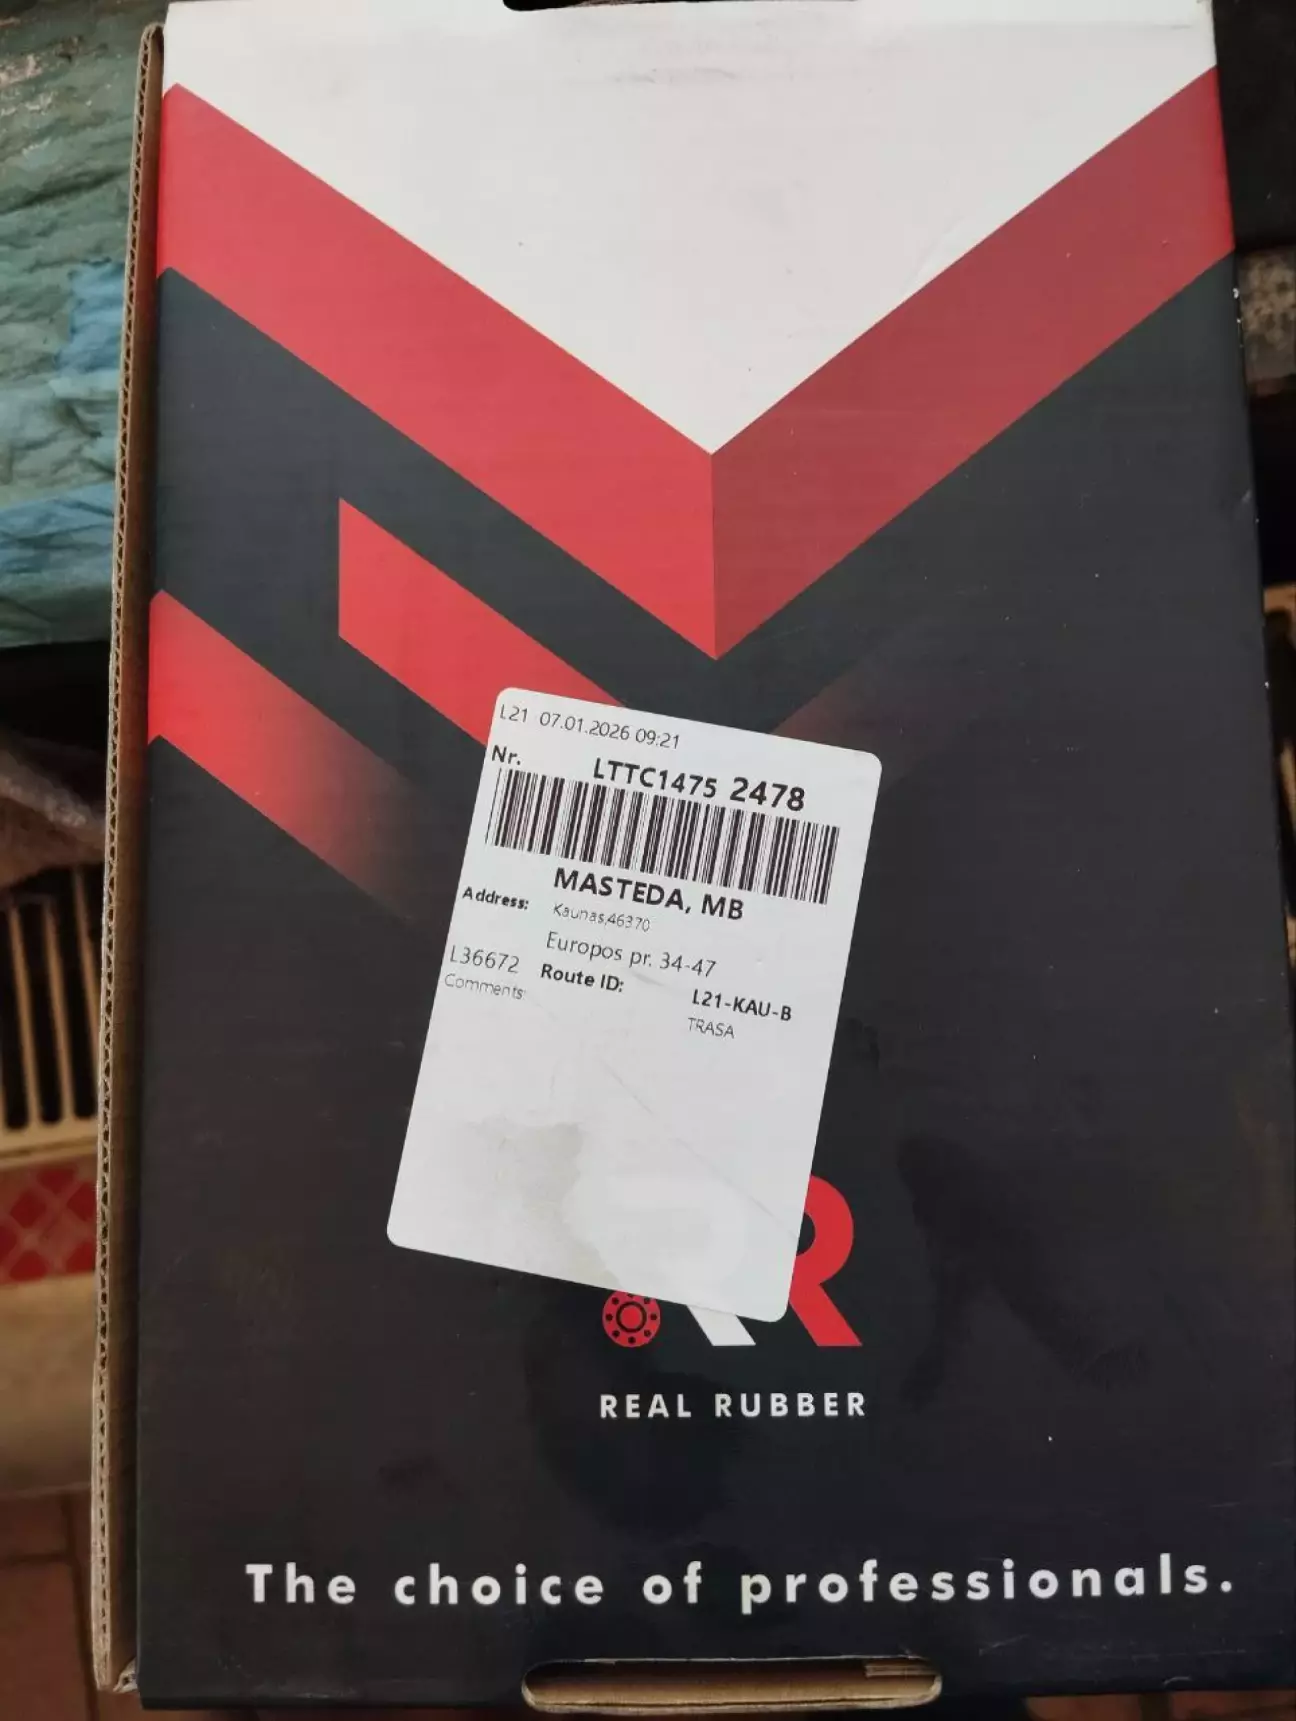 L21 07.01.2026 09:21
Nr. LTTC1475 2478
MASTEDA, MB
Address: Kaunas,46370
Europos pr. 34-47
L36672 Route ID: L21-KAU-B
Comments: TRASA
R
REAL RUBBER
The choice of professionals.